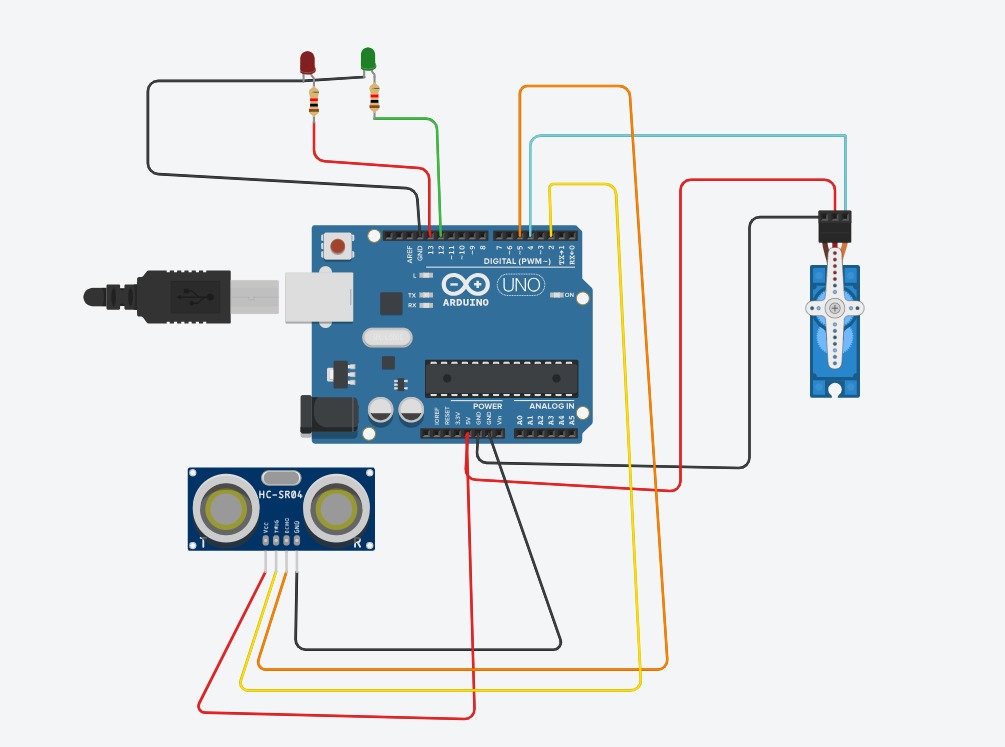 AREF
GND
13
12
~11
~10
~9
8
7
~6
~5
4
~3
2
TX→1
RX←0
DIGITAL (PWM~)
L
TX
RX
ARDUINO
UNO
ON
POWER
ANALOG IN
IOREF
RESET
3.3V
5V
GND
GND
Vin
A0
A1
A2
A3
A4
A5
HC-SR04
VCC
TRIG
ECHO
GND
T
R